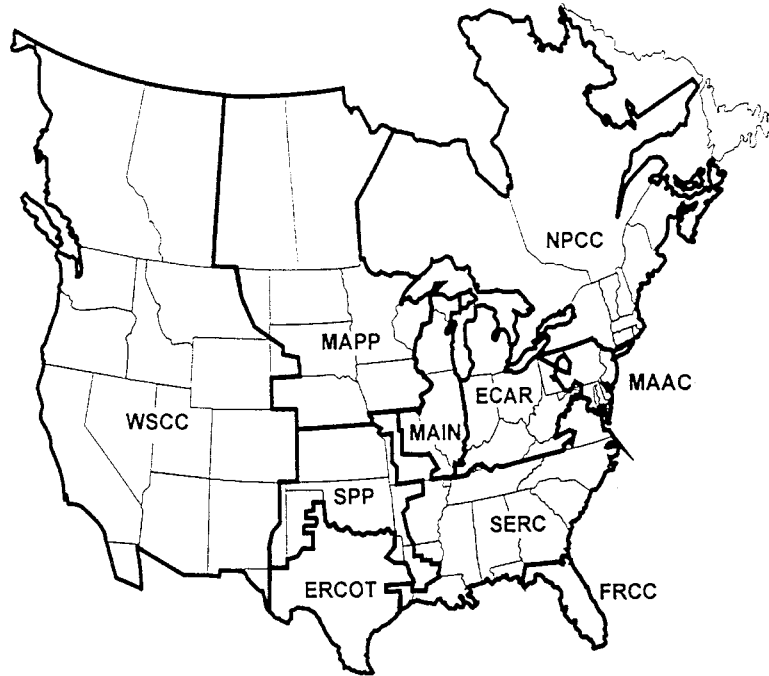 NPCC
MAPP
MAAC
ECAR
WSCC
MAIN
SPP
SERC
ERCOT
FRCC